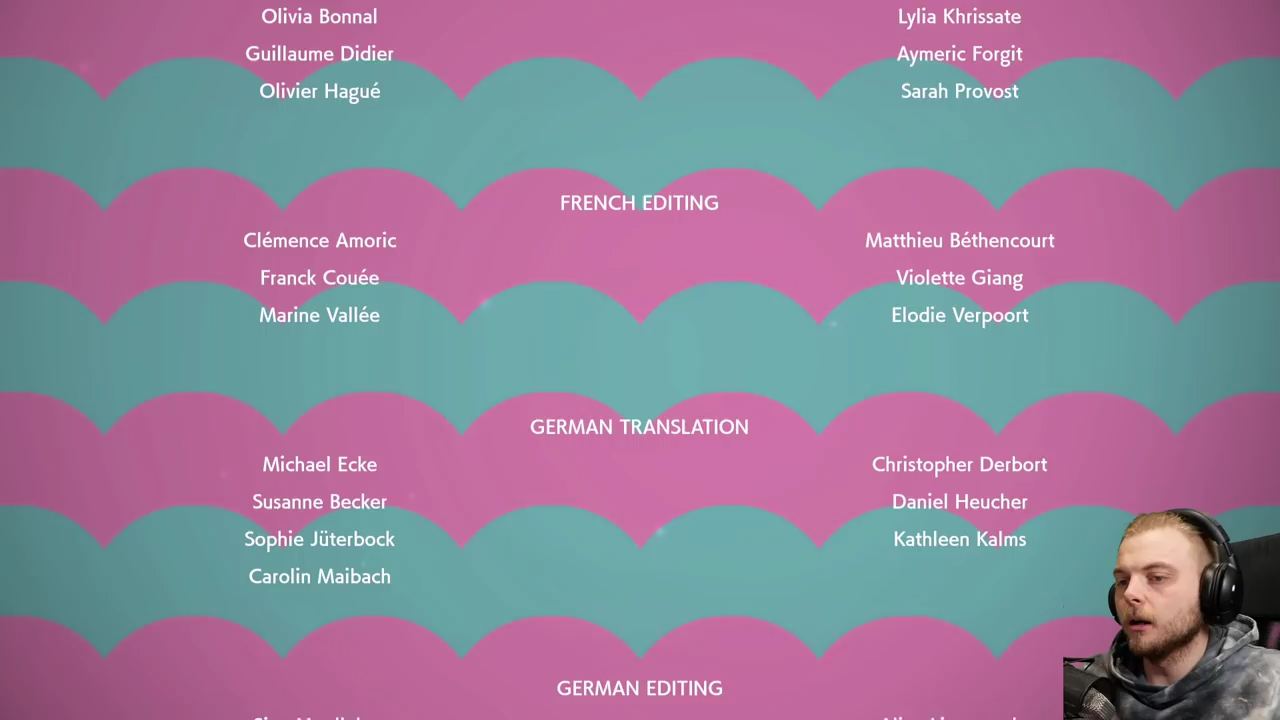 Olivia Bonnal Lylia Khrissate
Guillaume Didier Aymeric Forgit
Olivier Hagué Sarah Provost
FRENCH EDITING
Clémence Amoric Matthieu Béthencourt
Franck Couée Violette Giang
Marine Vallée Elodie Verpoort
GERMAN TRANSLATION
Michael Ecke Christopher Derbort
Susanne Becker Daniel Heucher
Sophie Jüterbock Kathleen Kalms
Carolin Maibach
GERMAN EDITING